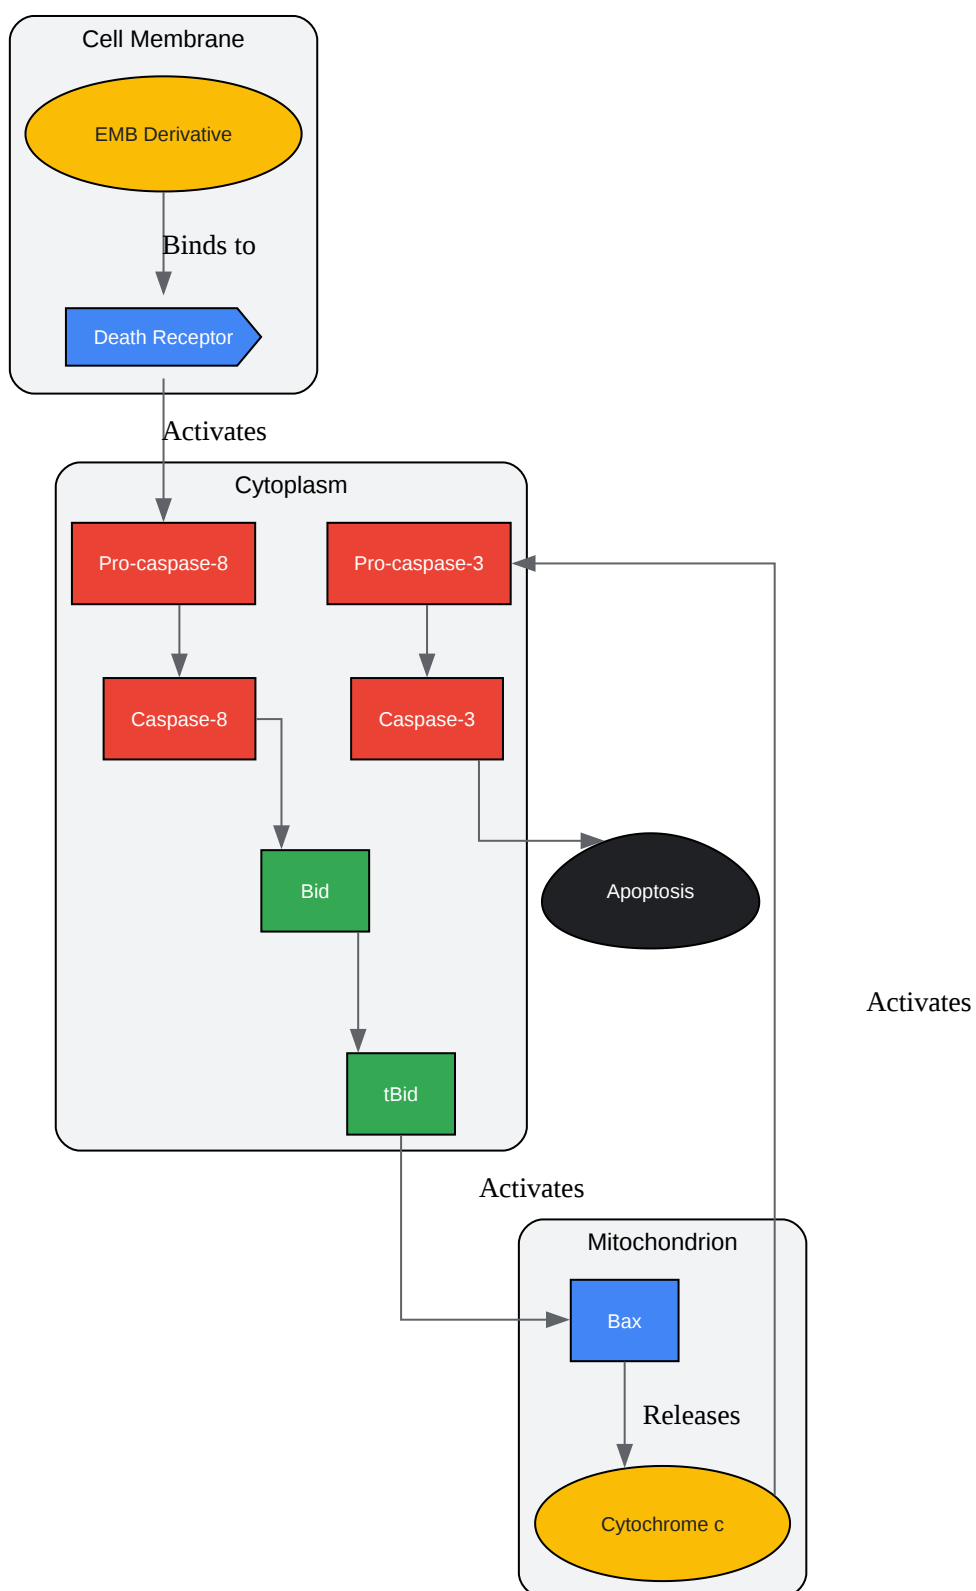 Cell Membrane
EMB Derivative
Binds to
Death Receptor
Activates
Cytoplasm
Pro-caspase-8
Pro-caspase-3
Caspase-8
Caspase-3
Bid
Apoptosis
Activates
tBid
Activates
Mitochondrion
Bax
Releases
Cytochrome c